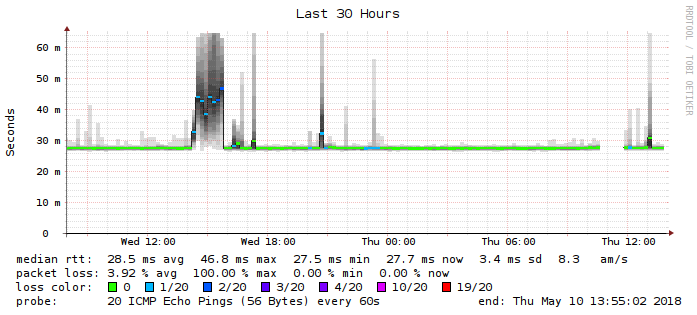 Last 30 Hours
RRDTOOL / TOBI OETIKER
Seconds
60 m
50 m
40 m
30 m
20 m
10 m
0
Wed 12:00 Wed 18:00 Thu 00:00 Thu 06:00 Thu 12:00
median rtt: 28.5 ms avg 46.8 ms max 27.5 ms min 27.7 ms now 3.4 ms sd 8.3 am/s
packet loss: 3.92 % avg 100.00 % max 0.00 % min 0.00 % now
loss color: 0 1/20 2/20 3/20 4/20 10/20 19/20
probe: 20 ICMP Echo Pings (56 Bytes) every 60s end: Thu May 10 13:55:02 2018